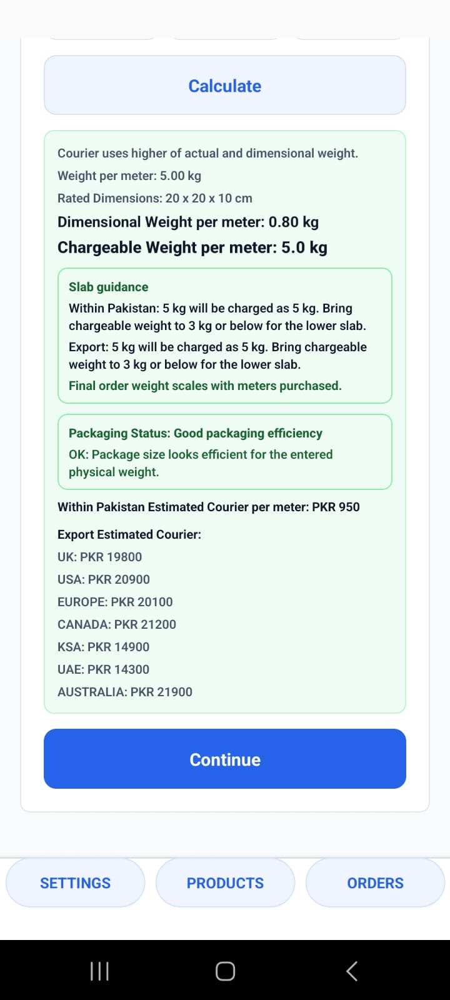 Calculate
Courier uses higher of actual and dimensional weight.
Weight per meter: 5.00 kg
Rated Dimensions: 20 x 20 x 10 cm
Dimensional Weight per meter: 0.80 kg
Chargeable Weight per meter: 5.0 kg
Slab guidance
Within Pakistan: 5 kg will be charged as 5 kg. Bring
chargeable weight to 3 kg or below for the lower slab.
Export: 5 kg will be charged as 5 kg. Bring chargeable
weight to 3 kg or below for the lower slab.
Final order weight scales with meters purchased.
Packaging Status: Good packaging efficiency
OK: Package size looks efficient for the entered
physical weight.
Within Pakistan Estimated Courier per meter: PKR 950
Export Estimated Courier:
UK: PKR 19800
USA: PKR 20900
EUROPE: PKR 20100
CANADA: PKR 21200
KSA: PKR 14900
UAE: PKR 14300
AUSTRALIA: PKR 21900
Continue
SETTINGS
PRODUCTS
ORDERS